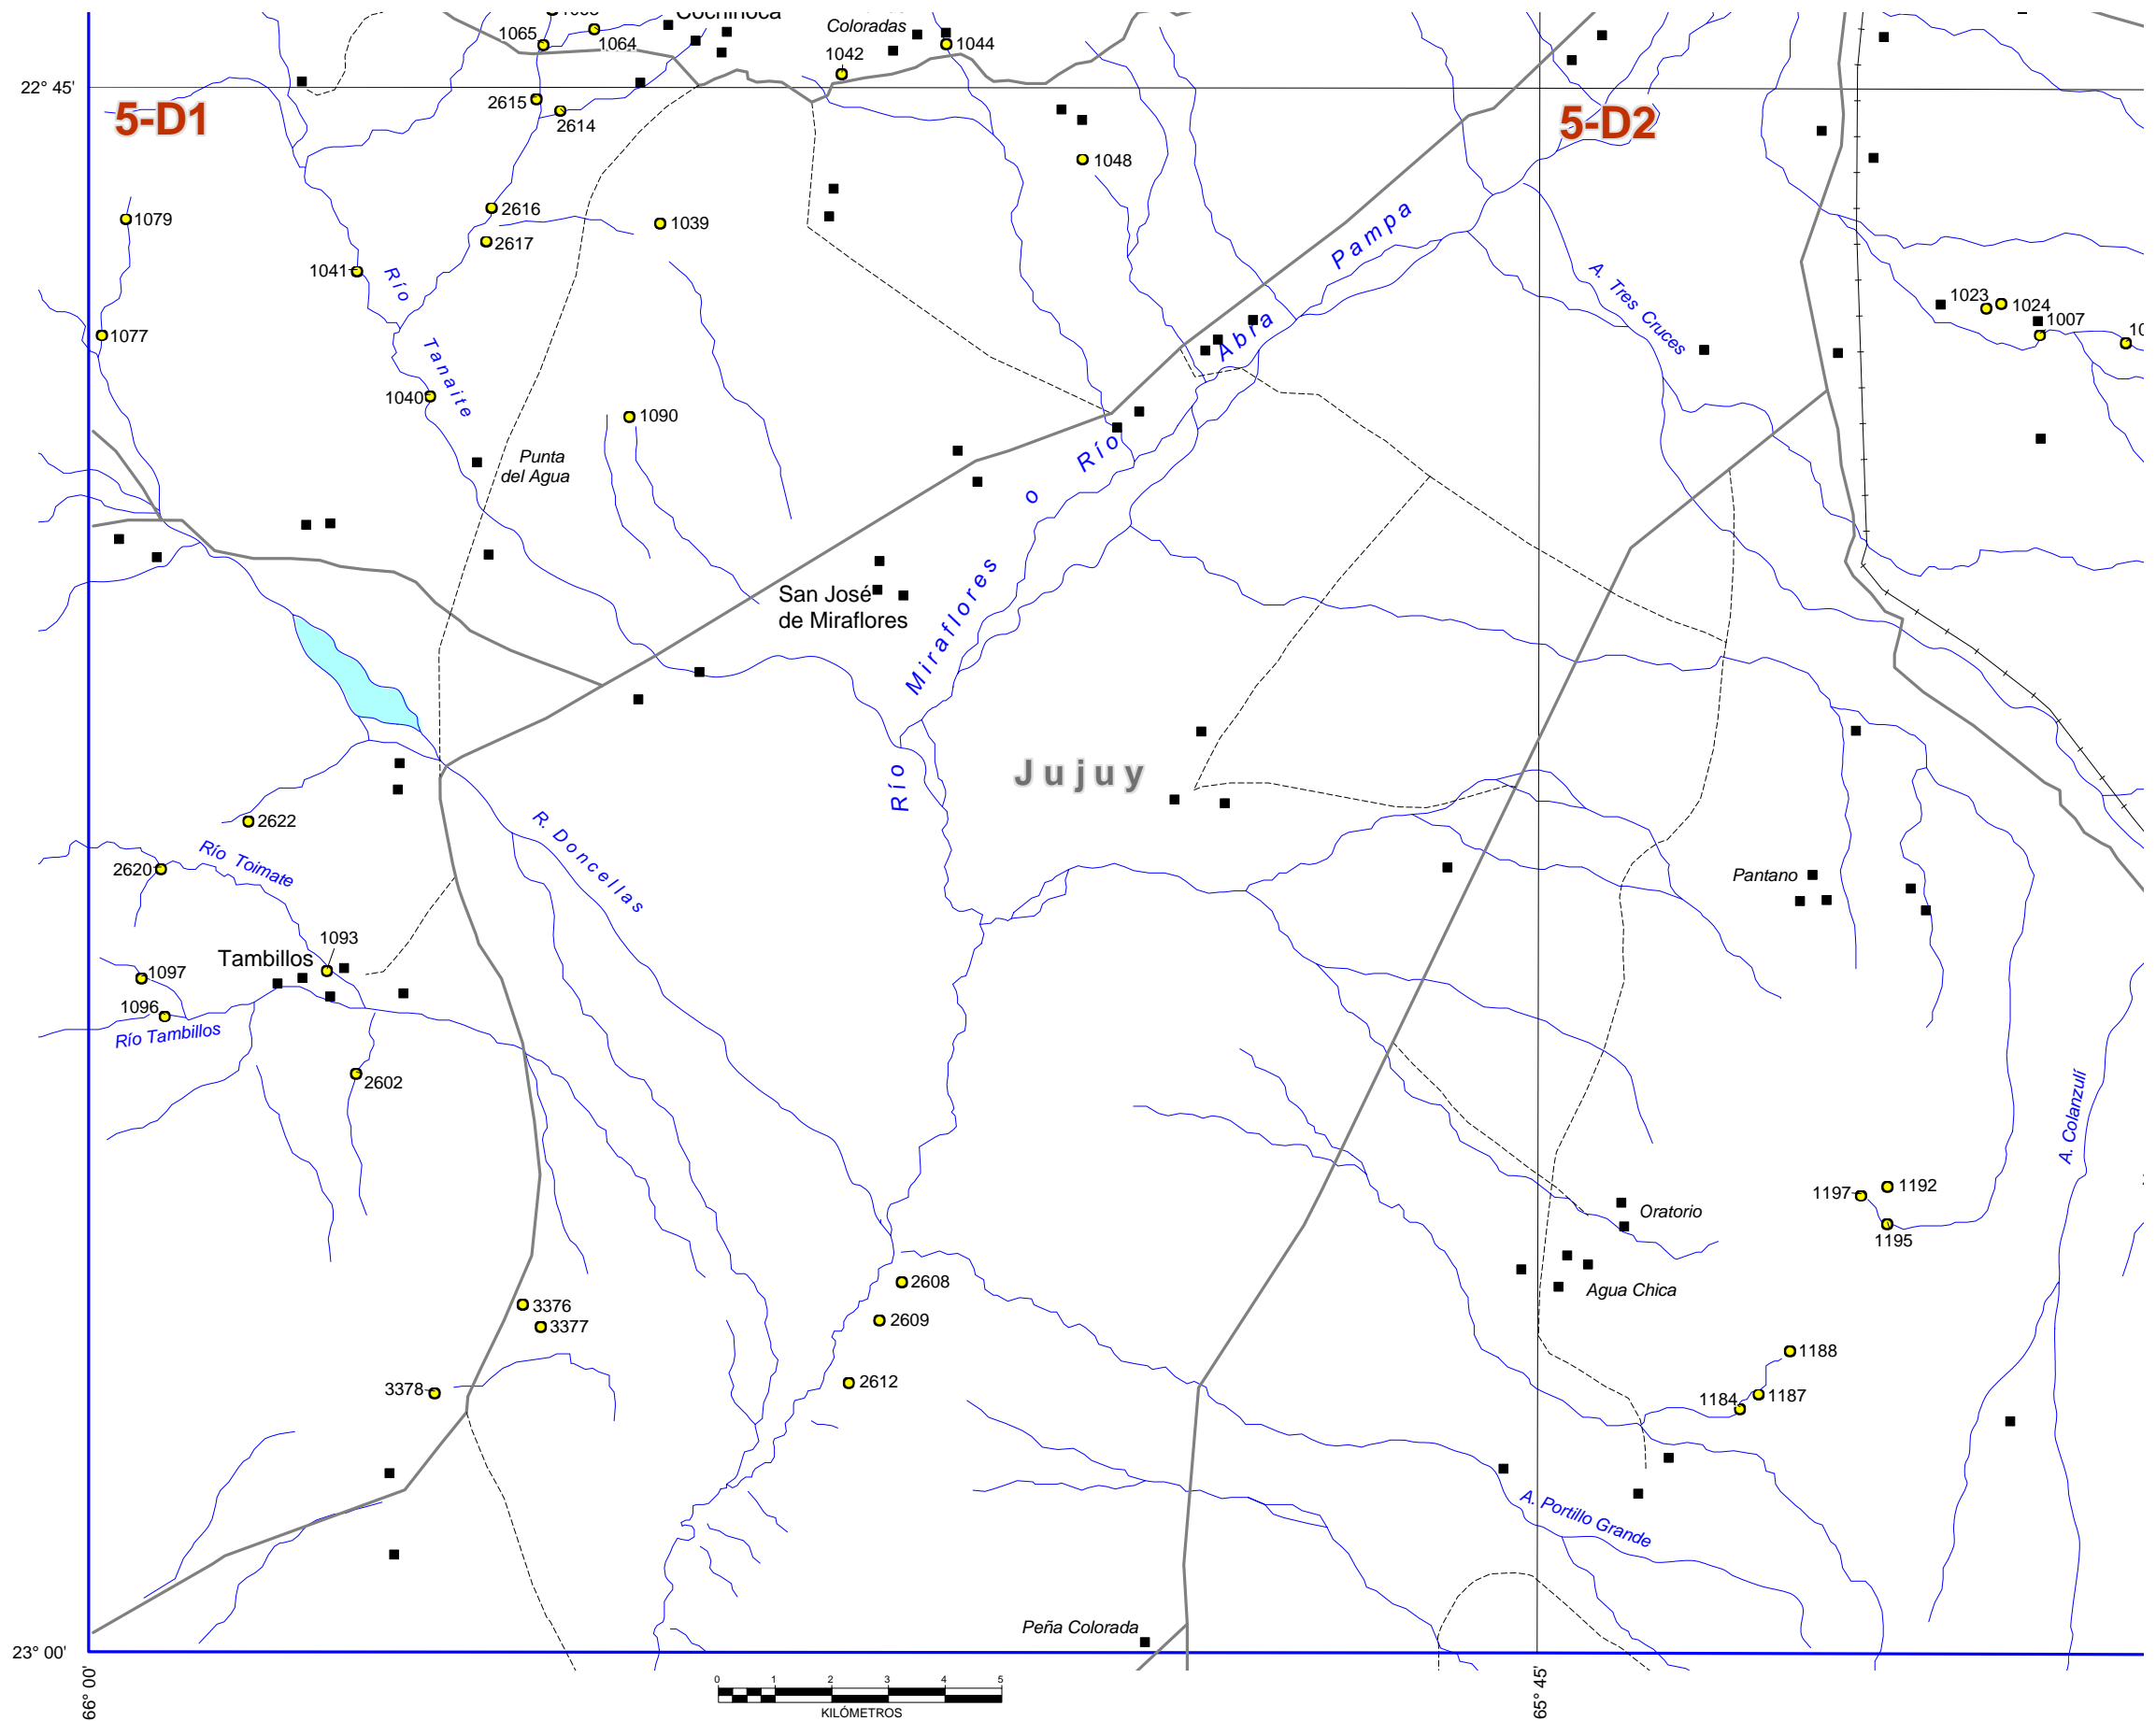 Cochinoca
Coloradas
1065
1064
1042
1044
22° 45'
5-D1
2615
2614
5-D2
1048
1079
2616
2617
1039
1041
Río
Tanaite
Pampa
A. Tres Cruces
1023
1024
1007
1077
Abra
1040
1090
Río
Punta
del Agua
o
San José
de Miraflores
Miraflores
Río
Jujuy
2622
R. Doncellas
Río Toimate
2620
Pantano
1093
Tambillos
1097
1096
Río Tambillos
2602
A. Colanzulí
1197
1192
Oratorio
1195
2608
Agua Chica
3376
2609
3377
1188
3378
2612
1184
1187
A. Portillo Grande
Peña Colorada
23° 00'
66° 00'
65° 45'
0 1 2 3 4 5
KILÓMETROS